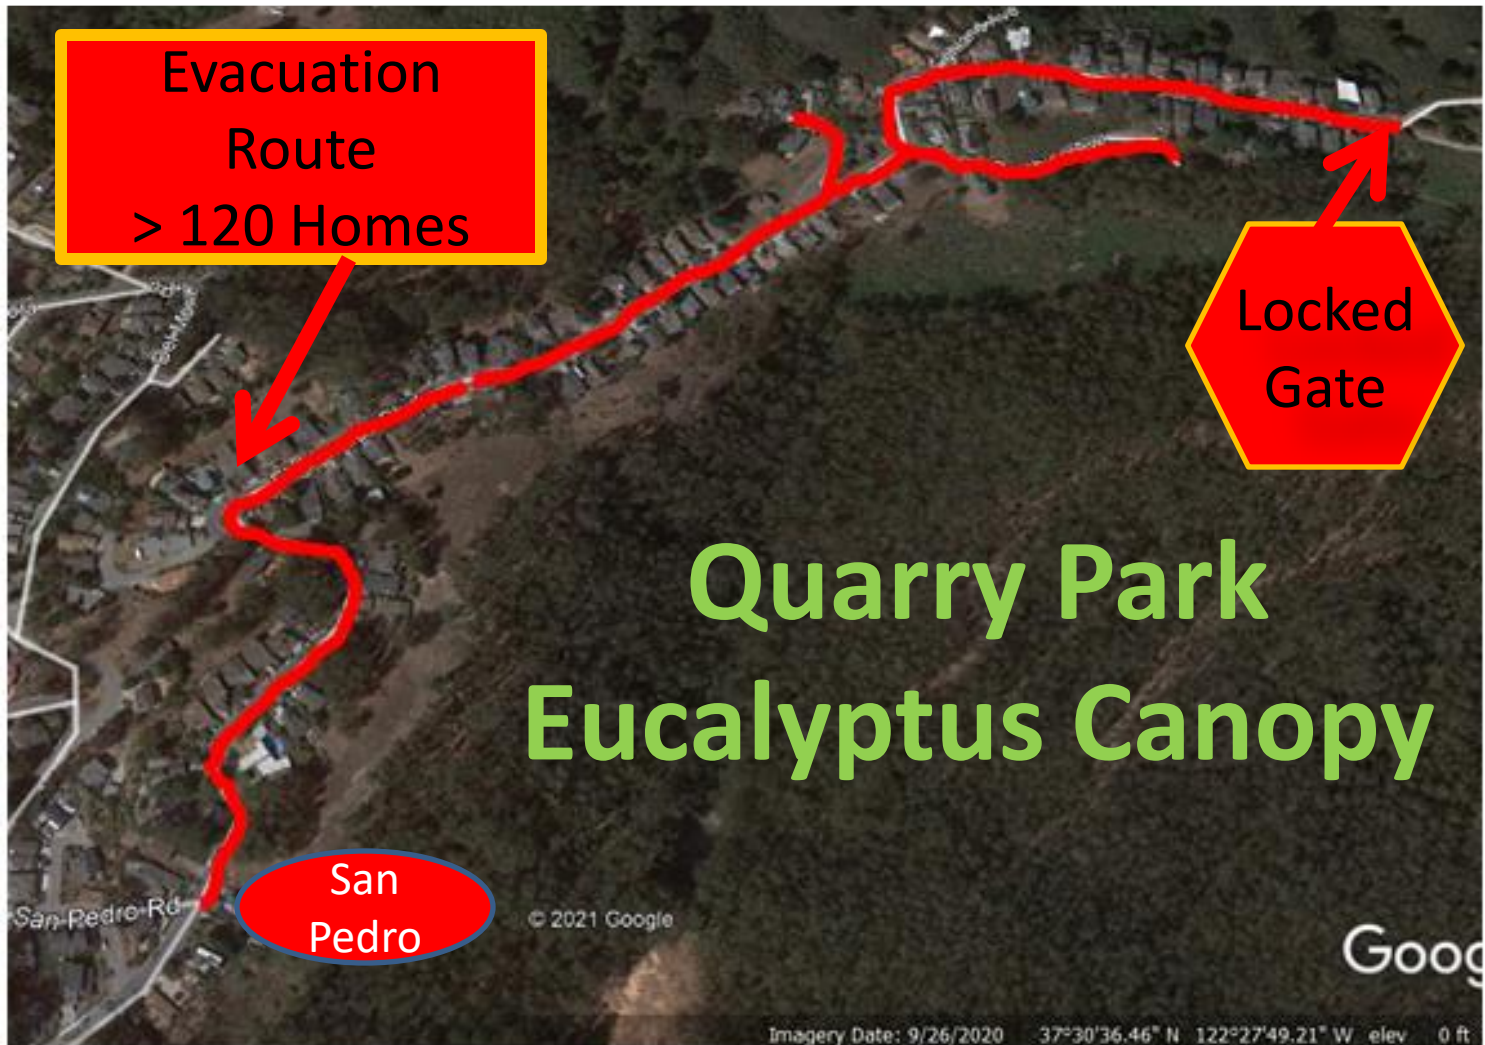 Evacuation
Route
> 120 Homes
Locked
Gate
Quarry Park
Eucalyptus Canopy
San
Pedro
San Pedro Rd
© 2021 Google
Goog
Imagery Date: 9/26/2020 37°30'36.46" N 122°27'49.21" W elev 0 ft